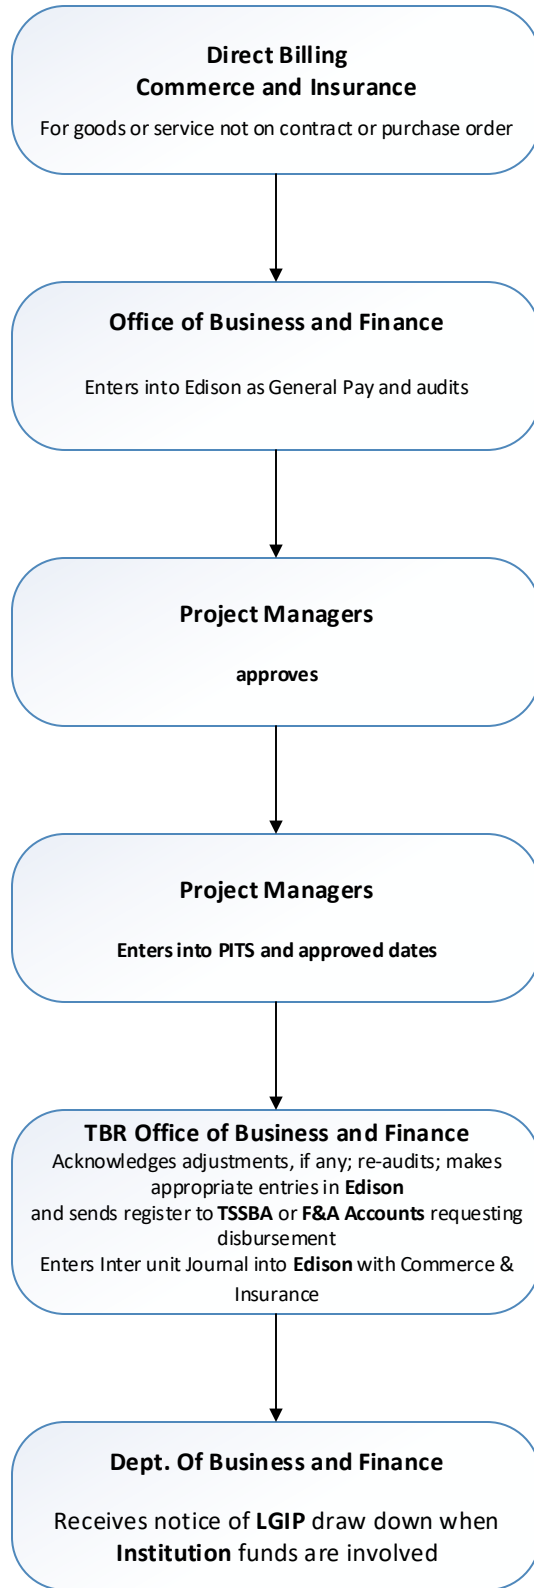 Direct Billing
Commerce and Insurance
For goods or service not on contract or purchase order
Office of Business and Finance
Enters into Edison as General Pay and audits
Project Managers
approves
Project Managers
Enters into PITS and approved dates
TBR Office of Business and Finance
Acknowledges adjustments, if any; re-audits; makes
appropriate entries in Edison
and sends register to TSSBA or F&A Accounts requesting
disbursement
Enters Inter unit Journal into Edison with Commerce &
Insurance
Dept. Of Business and Finance
Receives notice of LGIP draw down when
Institution funds are involved